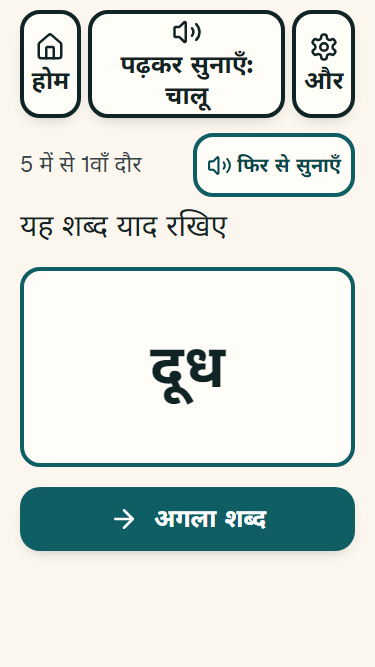 होम
पढ़कर सुनाएँ:
चालू
और
5 में से 1वाँ दौर
फिर से सुनाएँ
यह शब्द याद रखिए
दूध
अगला शब्द